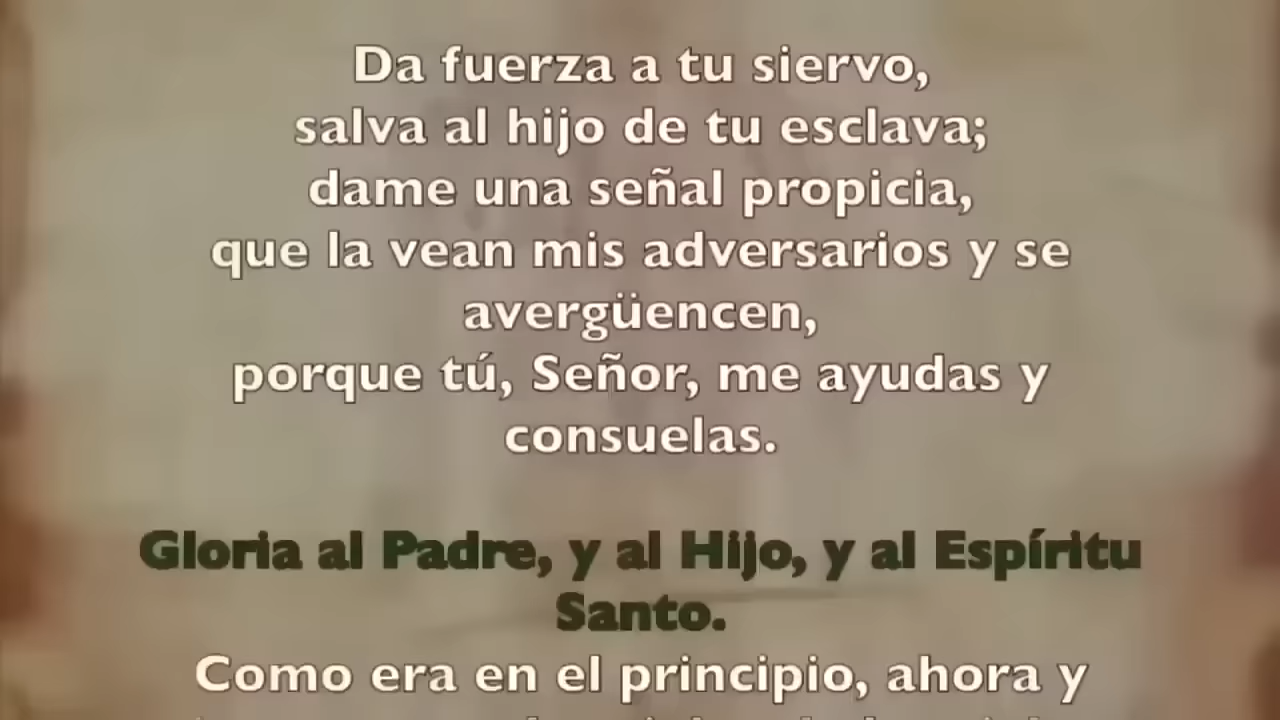 Da fuerza a tu siervo,
salva al hijo de tu esclava;
dame una señal propicia,
que la vean mis adversarios y se
avergüencen,
porque tú, Señor, me ayudas y
consuelas.
Gloria al Padre, y al Hijo, y al Espíritu
Santo.
Como era en el principio, ahora y